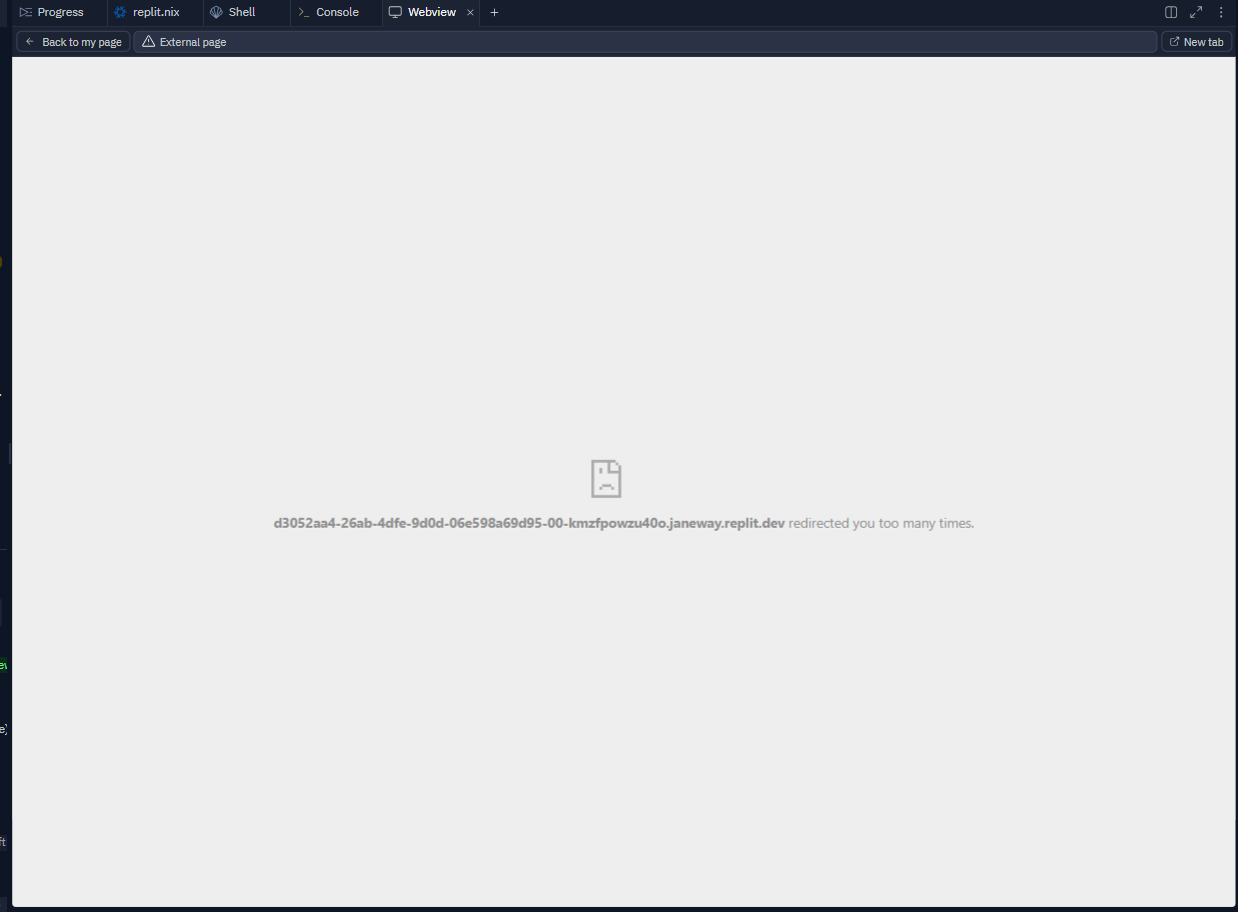 Progress
replit.nix
Shell
Console
Webview
Back to my page
External page
New tab
d3052aa4-26ab-4dfe-9d0d-06e598a69d95-00-kmzfpowzu40o.janeway.replit.dev redirected you too many times.